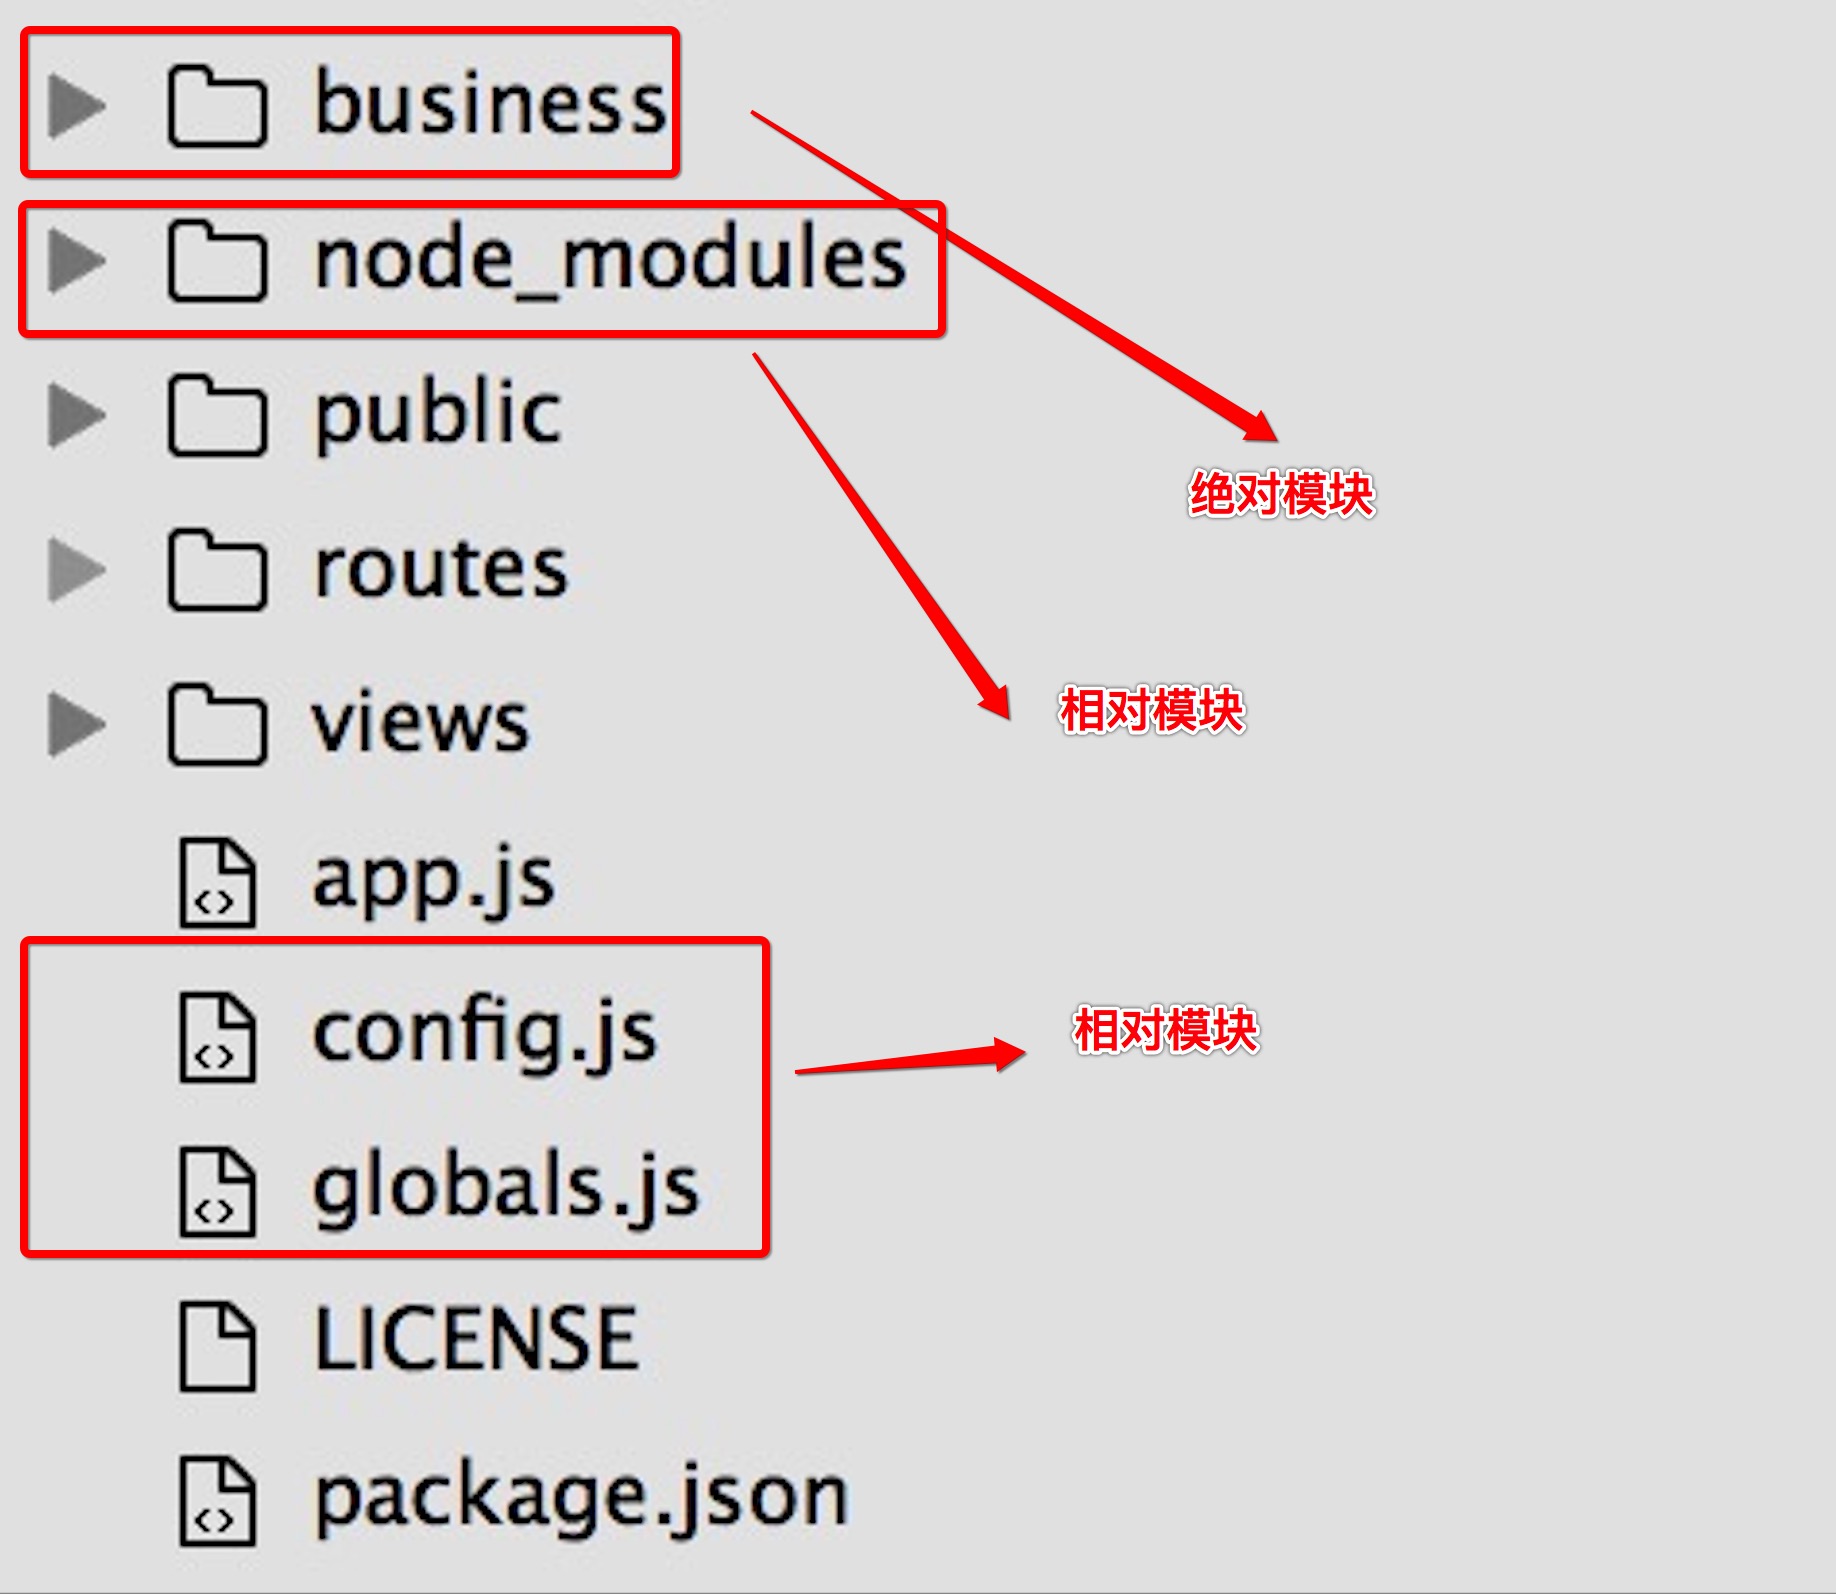 business
node_modules
public
绝对模块
routes
views
相对模块
app.js
config.js
相对模块
globals.js
LICENSE
package.json